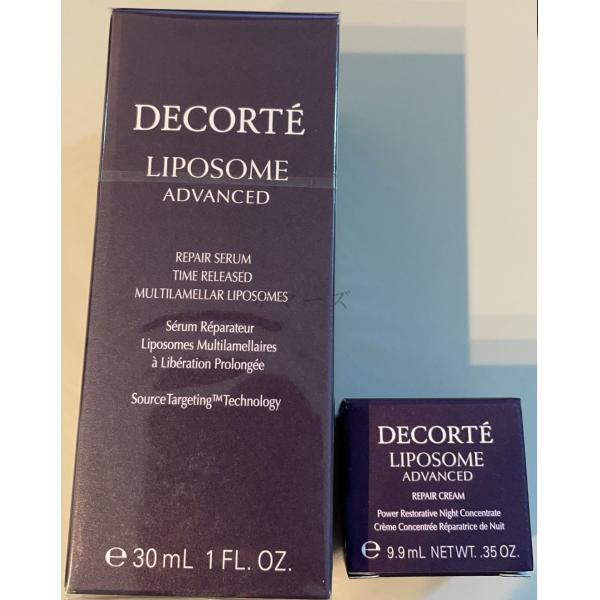 DECORTÉ
LIPOSOME
ADVANCED
REPAIR SERUM
TIME RELEASED
MULTILAMELLAR LIPOSOMES
Sérum Réparateur
Liposomes Multilamellaires
à Libération Prolongée
SourceTargeting™Technology
℮ 30 mL 1 FL. OZ.
DECORTÉ
LIPOSOME
ADVANCED
REPAIR CREAM
Power Restorative Night Concentrate
Crème Concentrée Réparatrice de Nuit
℮ 9.9 mL NETWT. .35 OZ.